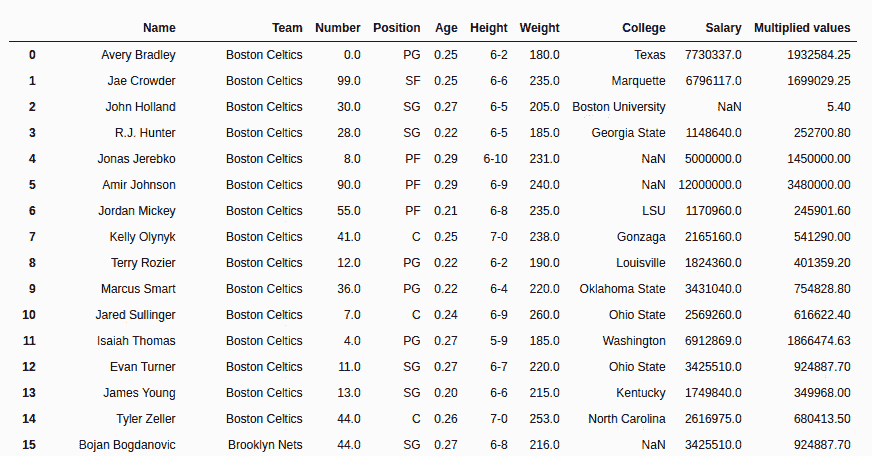 Name Team Number Position Age Height Weight College Salary Multiplied values
0 Avery Bradley Boston Celtics 0.0 PG 0.25 6-2 180.0 Texas 7730337.0 1932584.25
1 Jae Crowder Boston Celtics 99.0 SF 0.25 6-6 235.0 Marquette 6796117.0 1699029.25
2 John Holland Boston Celtics 30.0 SG 0.27 6-5 205.0 Boston University NaN 5.40
3 R.J. Hunter Boston Celtics 28.0 SG 0.22 6-5 185.0 Georgia State 1148640.0 252700.80
4 Jonas Jerebko Boston Celtics 8.0 PF 0.29 6-10 231.0 NaN 5000000.0 1450000.00
5 Amir Johnson Boston Celtics 90.0 PF 0.29 6-9 240.0 NaN 12000000.0 3480000.00
6 Jordan Mickey Boston Celtics 55.0 PF 0.21 6-8 235.0 LSU 1170960.0 245901.60
7 Kelly Olynyk Boston Celtics 41.0 C 0.25 7-0 238.0 Gonzaga 2165160.0 541290.00
8 Terry Rozier Boston Celtics 12.0 PG 0.22 6-2 190.0 Louisville 1824360.0 401359.20
9 Marcus Smart Boston Celtics 36.0 PG 0.22 6-4 220.0 Oklahoma State 3431040.0 754828.80
10 Jared Sullinger Boston Celtics 7.0 C 0.24 6-9 260.0 Ohio State 2569260.0 616622.40
11 Isaiah Thomas Boston Celtics 4.0 PG 0.27 5-9 185.0 Washington 6912869.0 1866474.63
12 Evan Turner Boston Celtics 11.0 SG 0.27 6-7 220.0 Ohio State 3425510.0 924887.70
13 James Young Boston Celtics 13.0 SG 0.20 6-6 215.0 Kentucky 1749840.0 349968.00
14 Tyler Zeller Boston Celtics 44.0 C 0.26 7-0 253.0 North Carolina 2616975.0 680413.50
15 Bojan Bogdanovic Brooklyn Nets 44.0 SG 0.27 6-8 216.0 NaN 3425510.0 924887.70